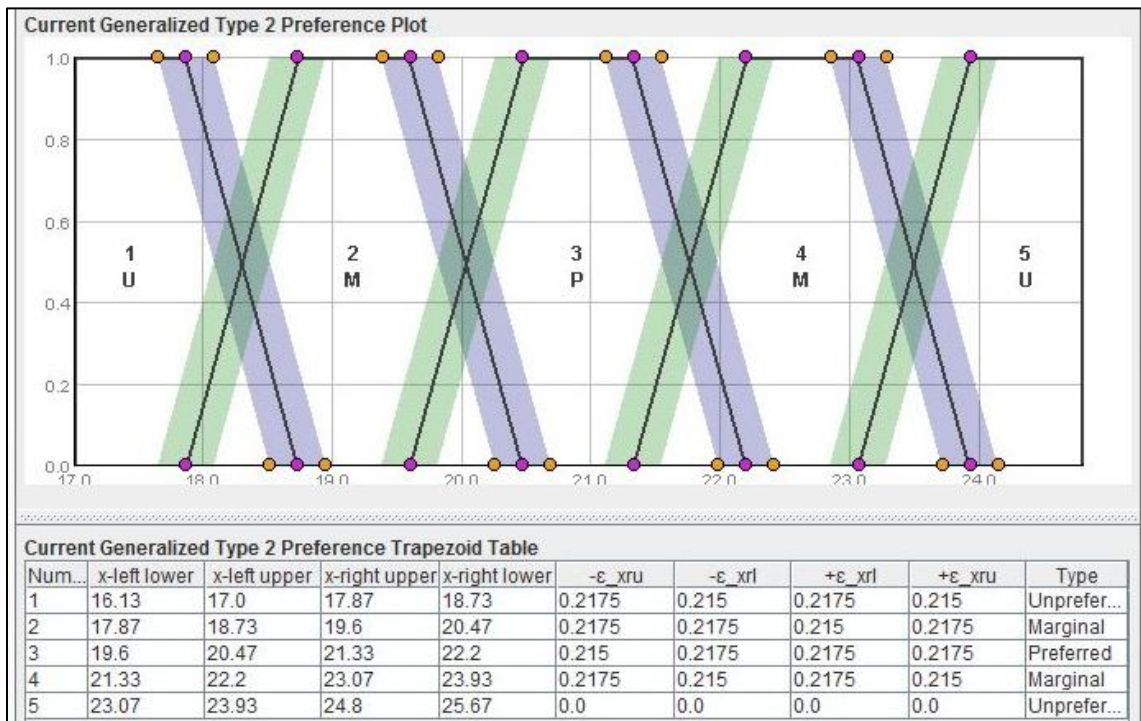 Current Generalized Type 2 Preference Plot
1.0
0.8
0.6
0.4
0.2
0.0
1 2 3 4 5
U M P M U
17.0 18.0 19.0 20.0 21.0 22.0 23.0 24.0
Current Generalized Type 2 Preference Trapezoid Table
Num... x-left lower x-left upper x-right upper x-right lower -ε_xru -ε_xrl +ε_xrl +ε_xru Type
1 16.13 17.0 17.87 18.73 0.2175 0.215 0.2175 0.215 Unprefer...
2 17.87 18.73 19.6 20.47 0.2175 0.2175 0.215 0.2175 Marginal
3 19.6 20.47 21.33 22.2 0.215 0.2175 0.2175 0.2175 Preferred
4 21.33 22.2 23.07 23.93 0.2175 0.215 0.2175 0.215 Marginal
5 23.07 23.93 24.8 25.67 0.0 0.0 0.0 0.0 Unprefer...